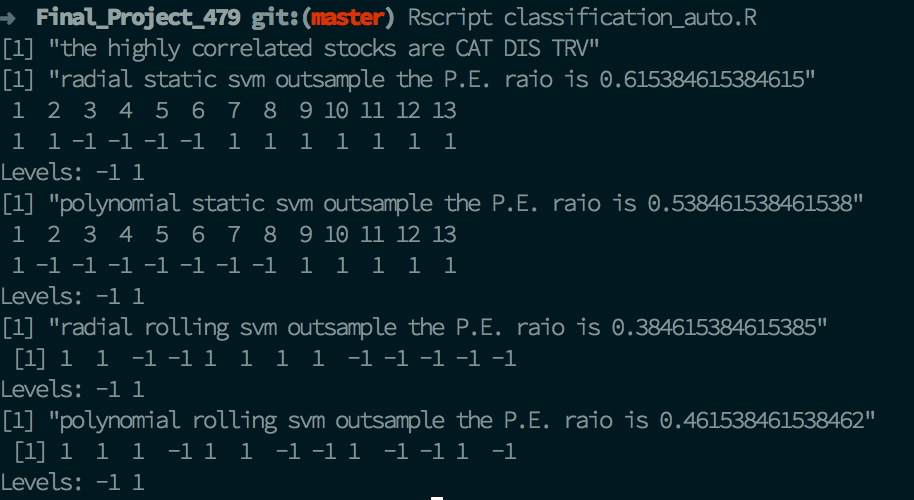 ➜  Final_Project_479 git:(master) Rscript classification_auto.R
[1] "the highly correlated stocks are CAT DIS TRV"
[1] "radial static svm outsample the P.E. raio is 0.615384615384615"
 1  2  3  4  5  6  7  8  9 10 11 12 13
 1  1 -1 -1 -1 -1  1  1  1  1  1  1  1
Levels: -1 1
[1] "polynomial static svm outsample the P.E. raio is 0.538461538461538"
 1  2  3  4  5  6  7  8  9 10 11 12 13
 1 -1 -1 -1 -1 -1 -1 -1  1  1  1  1  1
Levels: -1 1
[1] "radial rolling svm outsample the P.E. raio is 0.384615384615385"
 [1] 1  1  -1 -1 1  1  1  1  -1 -1 -1 -1 -1
Levels: -1 1
[1] "polynomial rolling svm outsample the P.E. raio is 0.461538461538462"
 [1] 1  1  1  -1 1  1  -1 -1 1  -1 -1 1  -1
Levels: -1 1